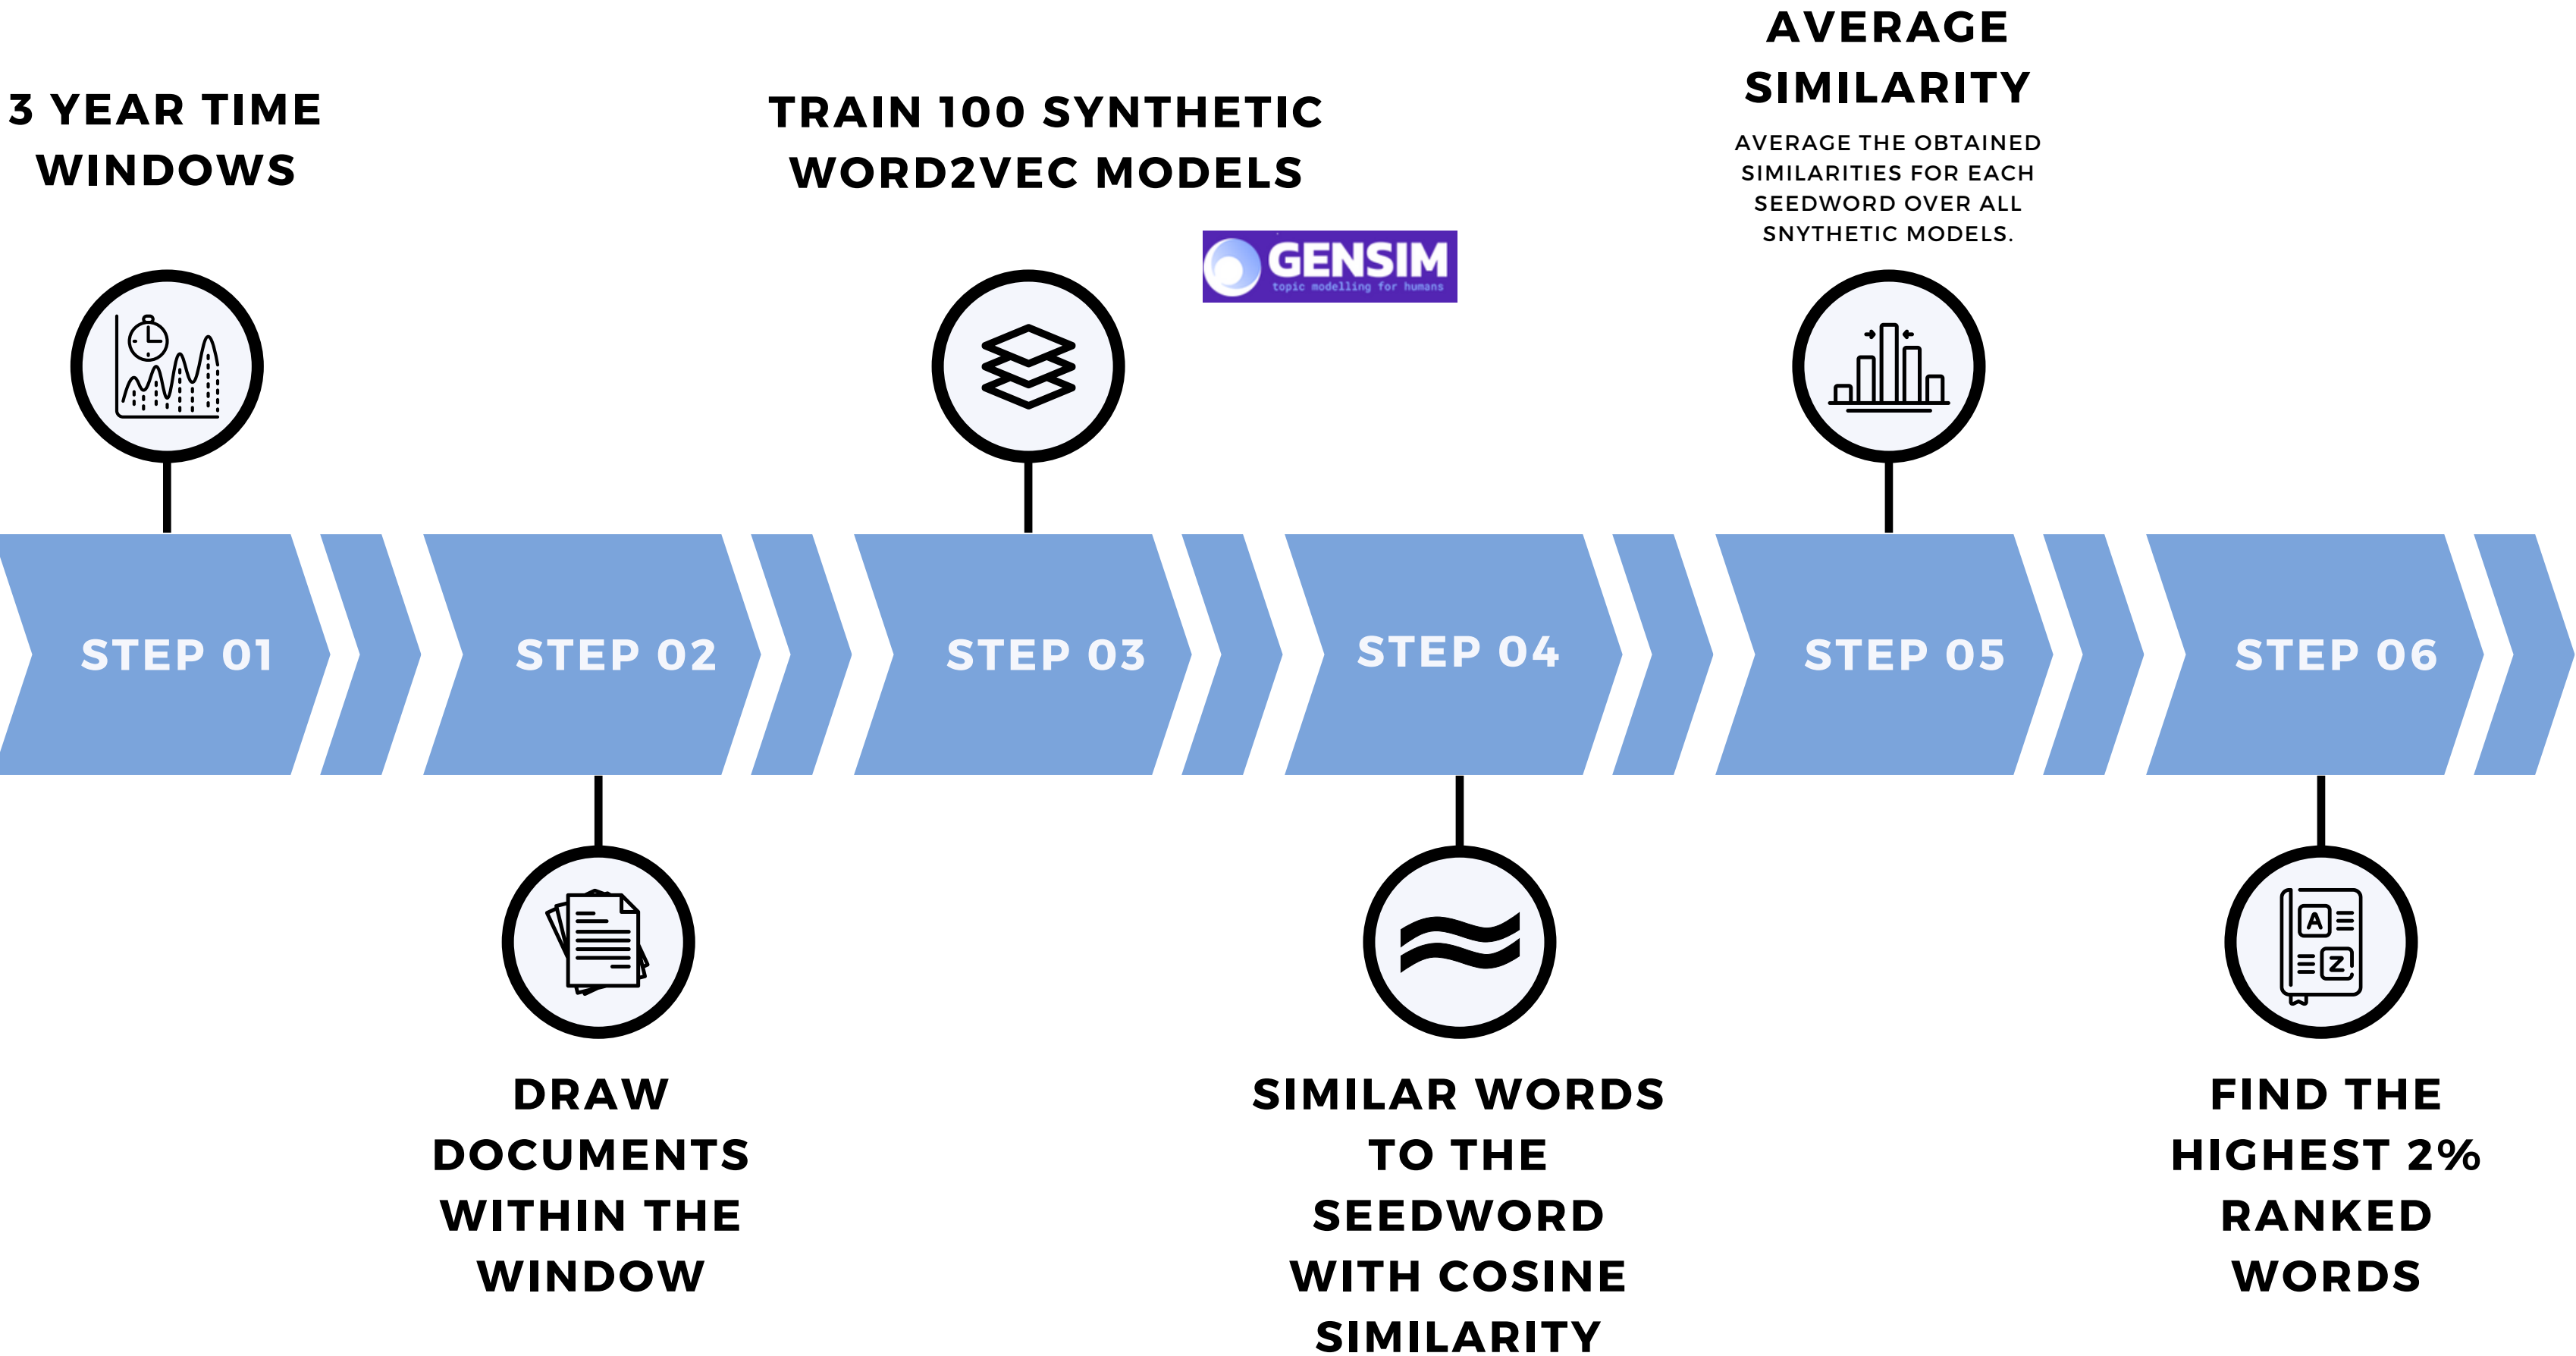 3 YEAR TIME
WINDOWS
TRAIN 100 SYNTHETIC
WORD2VEC MODELS
GENSIM
topic modelling for humans
AVERAGE
SIMILARITY
AVERAGE THE OBTAINED
SIMILARITIES FOR EACH
SEEDWORD OVER ALL
SNYTHETIC MODELS.
STEP 01
STEP 02
STEP 03
STEP 04
STEP 05
STEP 06
DRAW
DOCUMENTS
WITHIN THE
WINDOW
SIMILAR WORDS
TO THE
SEEDWORD
WITH COSINE
SIMILARITY
A
Z
FIND THE
HIGHEST 2%
RANKED
WORDS